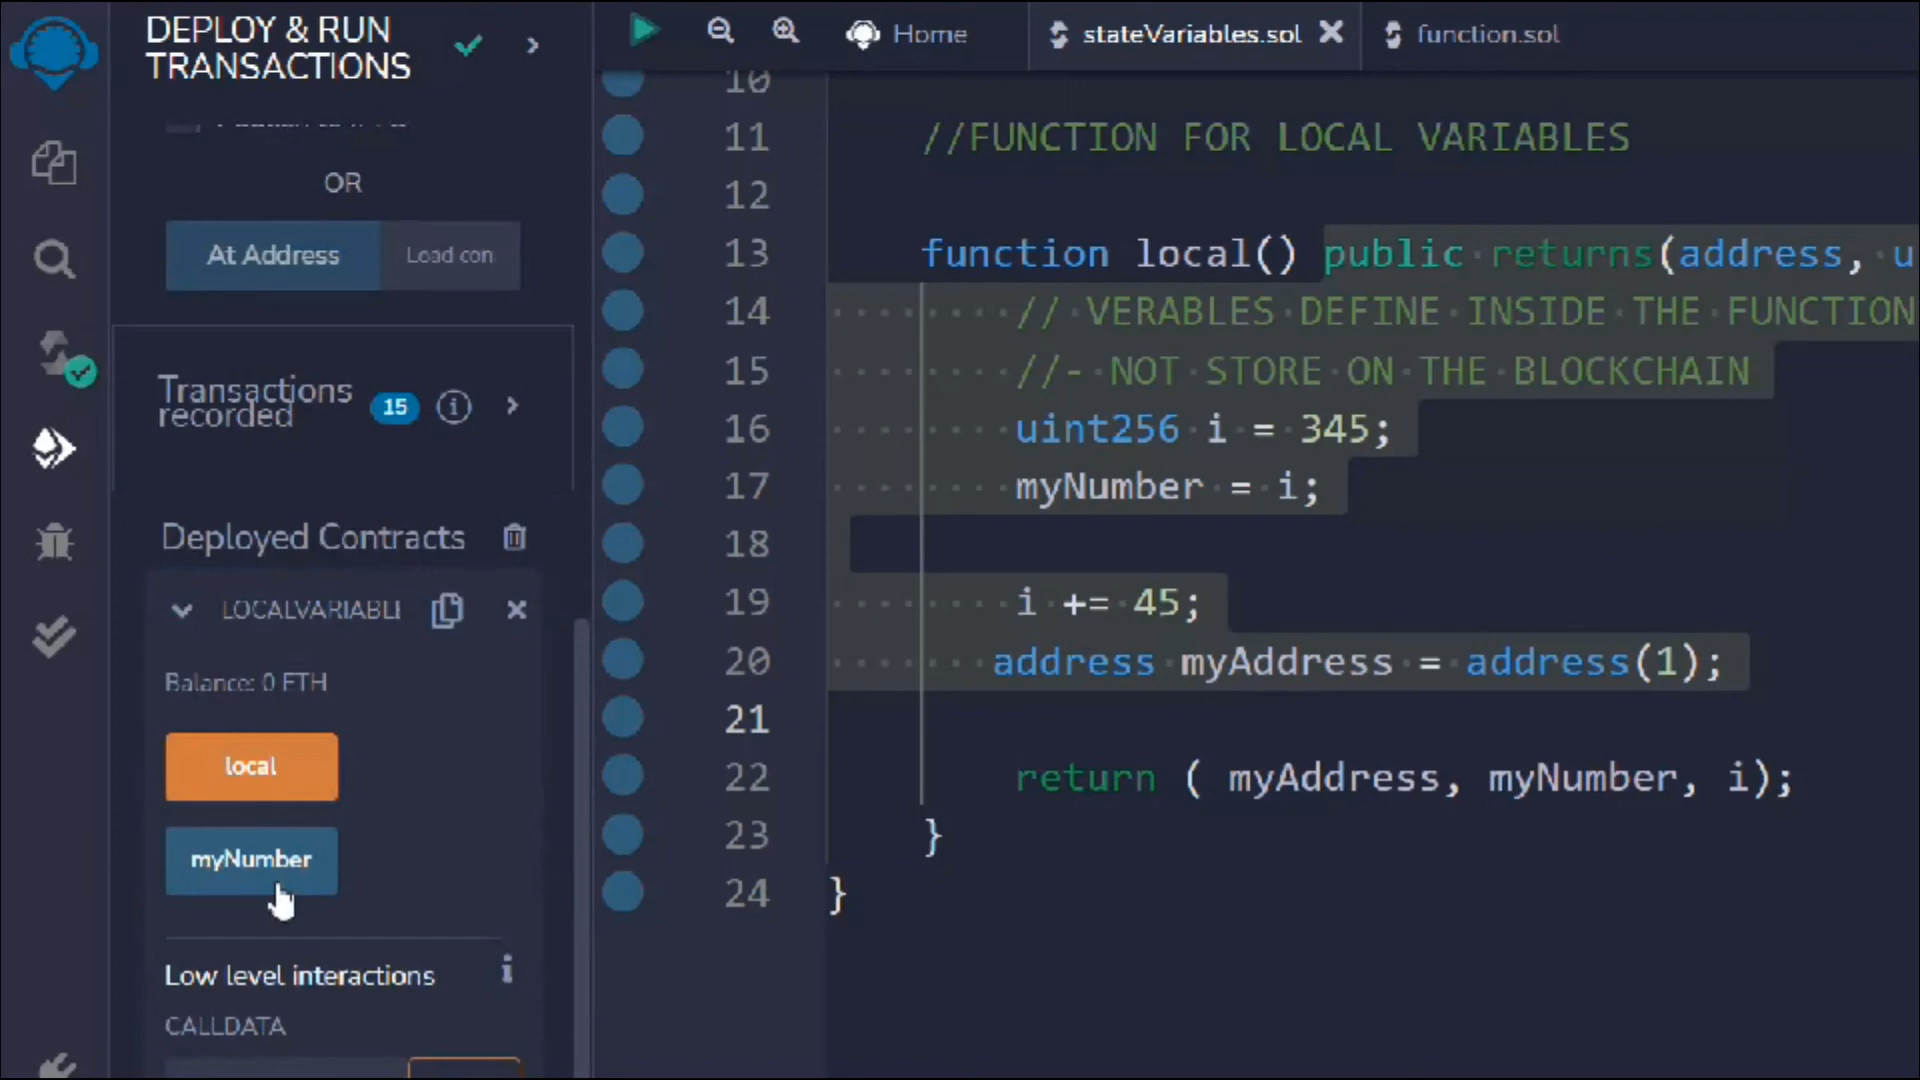 DEPLOY & RUN
TRANSACTIONS
OR
At Address
Load con
Transactions
recorded
15
Deployed Contracts
LOCALVARIABLE
Balance: 0 ETH
local
myNumber
Low level interactions
CALLDATA
Home
stateVariables.sol
function.sol
10
11 //FUNCTION FOR LOCAL VARIABLES
12
13 function local() public returns(address, u
14 // VERABLES DEFINE INSIDE THE FUNCTION
15 //- NOT STORE ON THE BLOCKCHAIN
16 uint256 i = 345;
17 myNumber = i;
18
19 i += 45;
20 address myAddress = address(1);
21
22 return ( myAddress, myNumber, i);
23 }
24 }